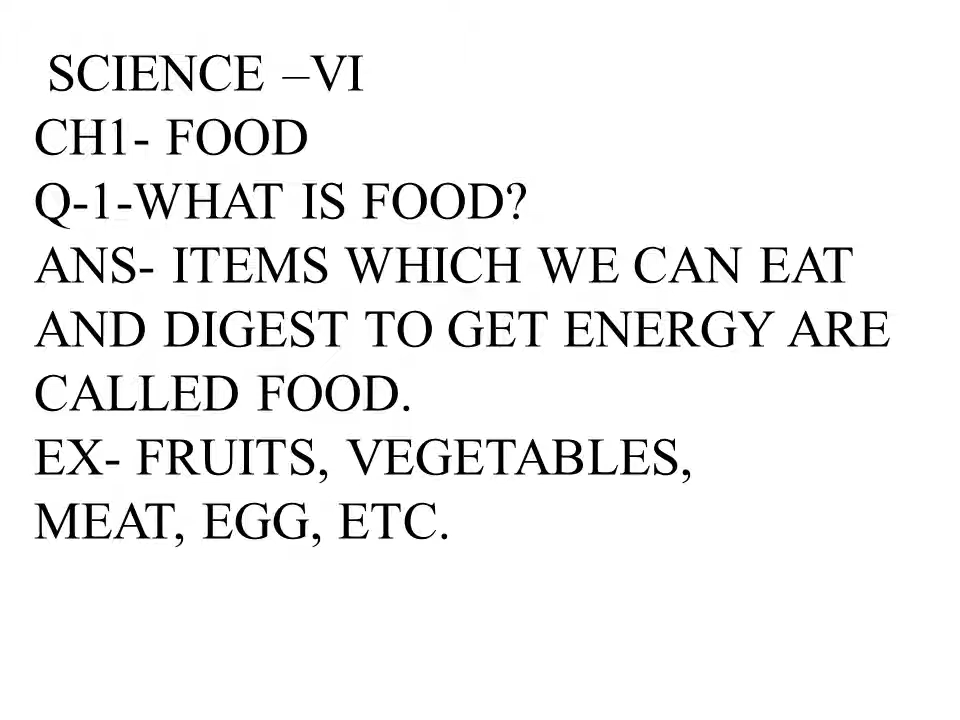 SCIENCE –VI
CH1- FOOD
Q-1-WHAT IS FOOD?
ANS- ITEMS WHICH WE CAN EAT
AND DIGEST TO GET ENERGY ARE
CALLED FOOD.
EX- FRUITS, VEGETABLES,
MEAT, EGG, ETC.